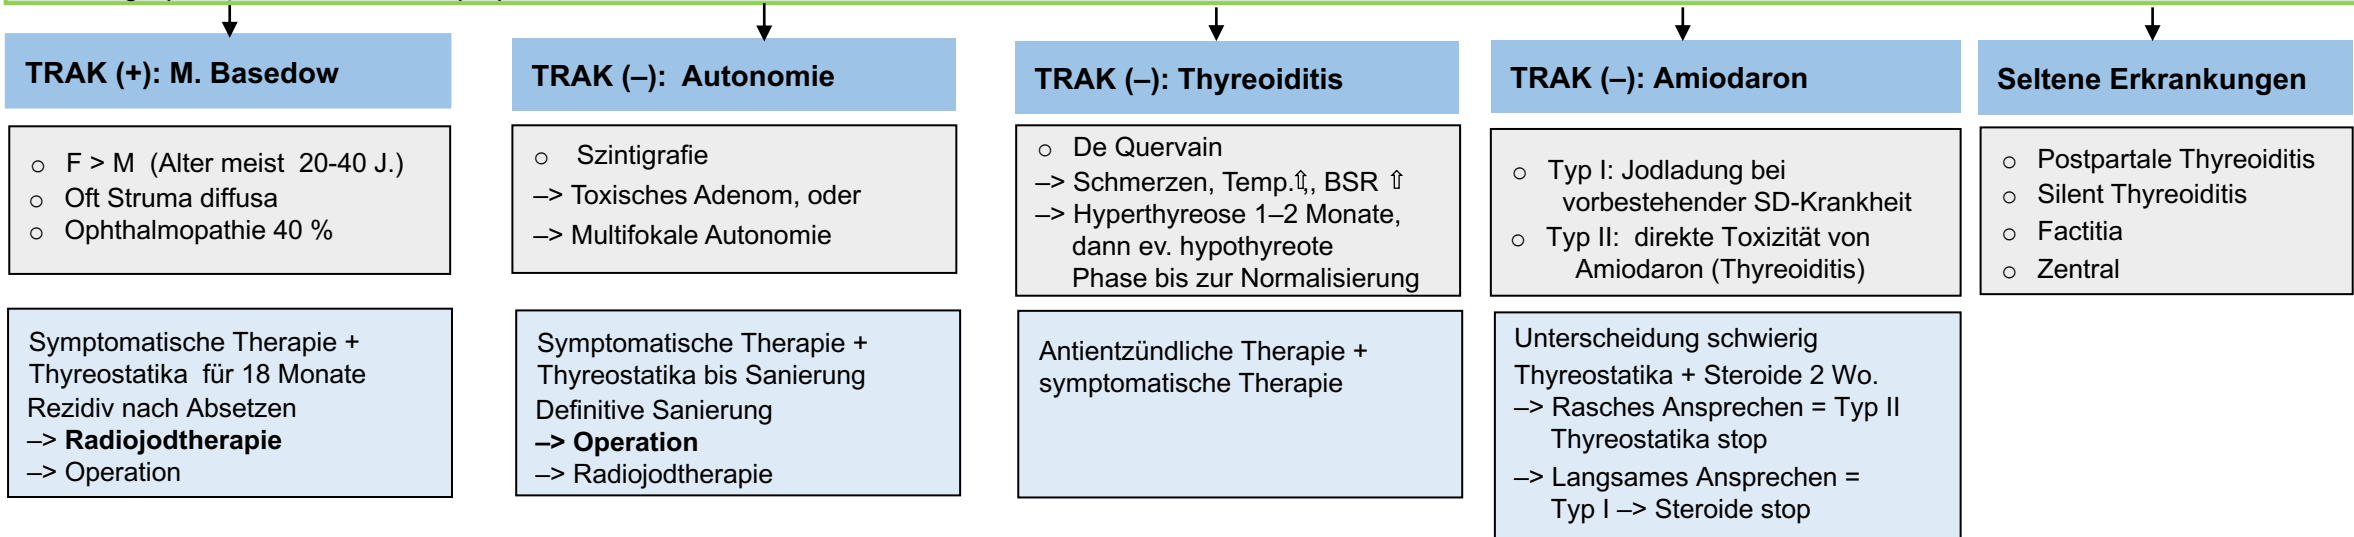 TRAK (+): M. Basedow
○ F > M (Alter meist 20-40 J.)
○ Oft Struma diffusa
○ Ophthalmopathie 40 %
Symptomatische Therapie +
Thyreostatika für 18 Monate
Rezidiv nach Absetzen
–> Radiojodtherapie
–> Operation
TRAK (–): Autonomie
○ Szintigrafie
–> Toxisches Adenom, oder
–> Multifokale Autonomie
Symptomatische Therapie +
Thyreostatika bis Sanierung
Definitive Sanierung
–> Operation
–> Radiojodtherapie
TRAK (–): Thyreoiditis
○ De Quervain
–> Schmerzen, Temp.⇧, BSR ⇧
–> Hyperthyreose 1–2 Monate,
dann ev. hypothyreote
Phase bis zur Normalisierung
Antientzündliche Therapie +
symptomatische Therapie
TRAK (–): Amiodaron
○ Typ I: Jodladung bei
vorbestehender SD-Krankheit
○ Typ II: direkte Toxizität von
Amiodaron (Thyreoiditis)
Unterscheidung schwierig
Thyreostatika + Steroide 2 Wo.
–> Rasches Ansprechen = Typ II
Thyreostatika stop
–> Langsames Ansprechen =
Typ I –> Steroide stop
Seltene Erkrankungen
○ Postpartale Thyreoiditis
○ Silent Thyreoiditis
○ Factitia
○ Zentral